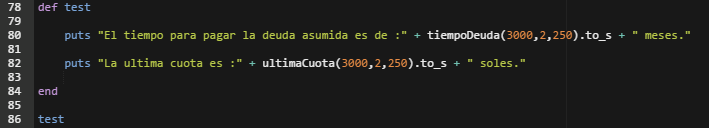 78 def test
79
80 puts "El tiempo para pagar la deuda asumida es de :" + tiempoDeuda(3000,2,250).to_s + " meses."
81
82 puts "La ultima cuota es :" + ultimaCuota(3000,2,250).to_s + " soles."
83
84 end
85
86 test